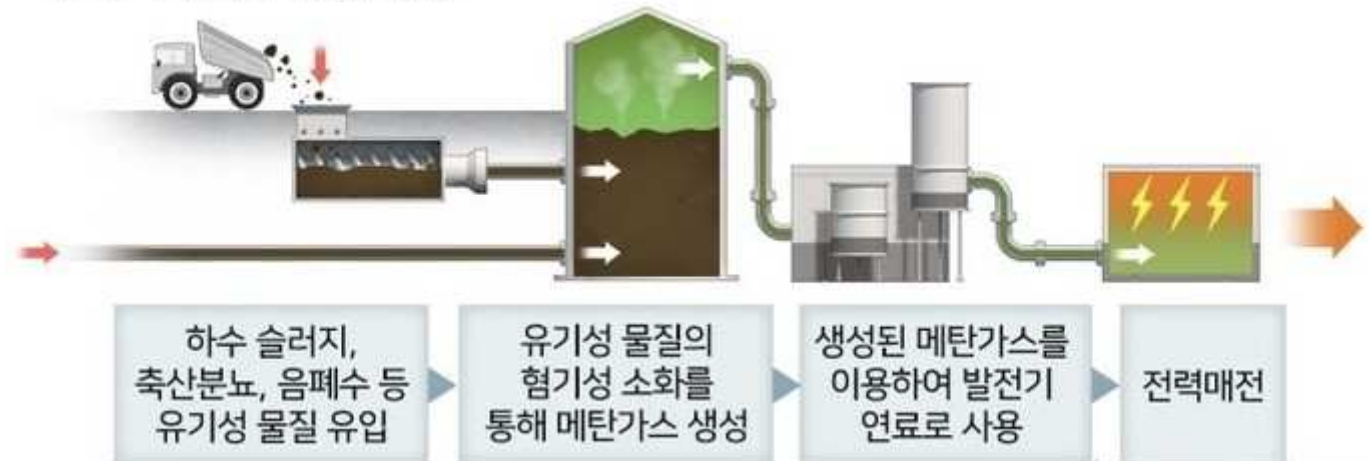 하수 슬러지,
축산분뇨, 음폐수 등
유기성 물질 유입
유기성 물질의
혐기성 소화를
통해 메탄가스 생성
생성된 메탄가스를
이용하여 발전기
연료로 사용
전력매전